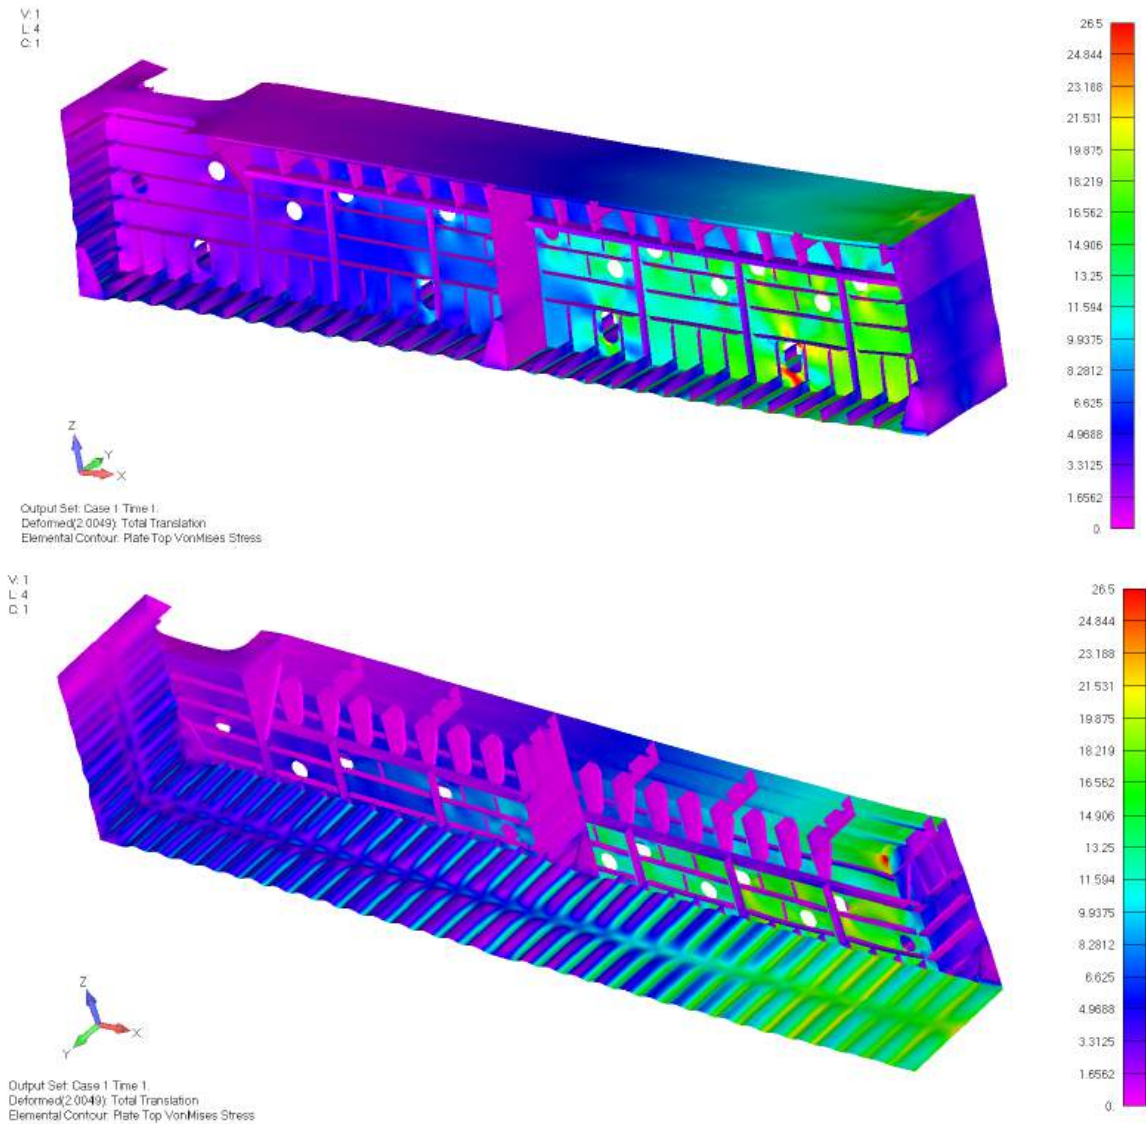 V: 1
L: 4
C: 1
26.5
24.844
23.188
21.531
19.875
18.219
16.562
14.906
13.25
11.594
9.9375
8.2812
6.625
4.9688
3.3125
1.6562
0.
Z
Y
X
Output Set: Case 1 Time 1.
Deformed(2.0049): Total Translation
Elemental Contour: Plate Top VonMises Stress
V: 1
L: 4
C: 1
26.5
24.844
23.188
21.531
19.875
18.219
16.562
14.906
13.25
11.594
9.9375
8.2812
6.625
4.9688
3.3125
1.6562
0.
Z
X
Y
Output Set: Case 1 Time 1.
Deformed(2.0049): Total Translation
Elemental Contour: Plate Top VonMises Stress